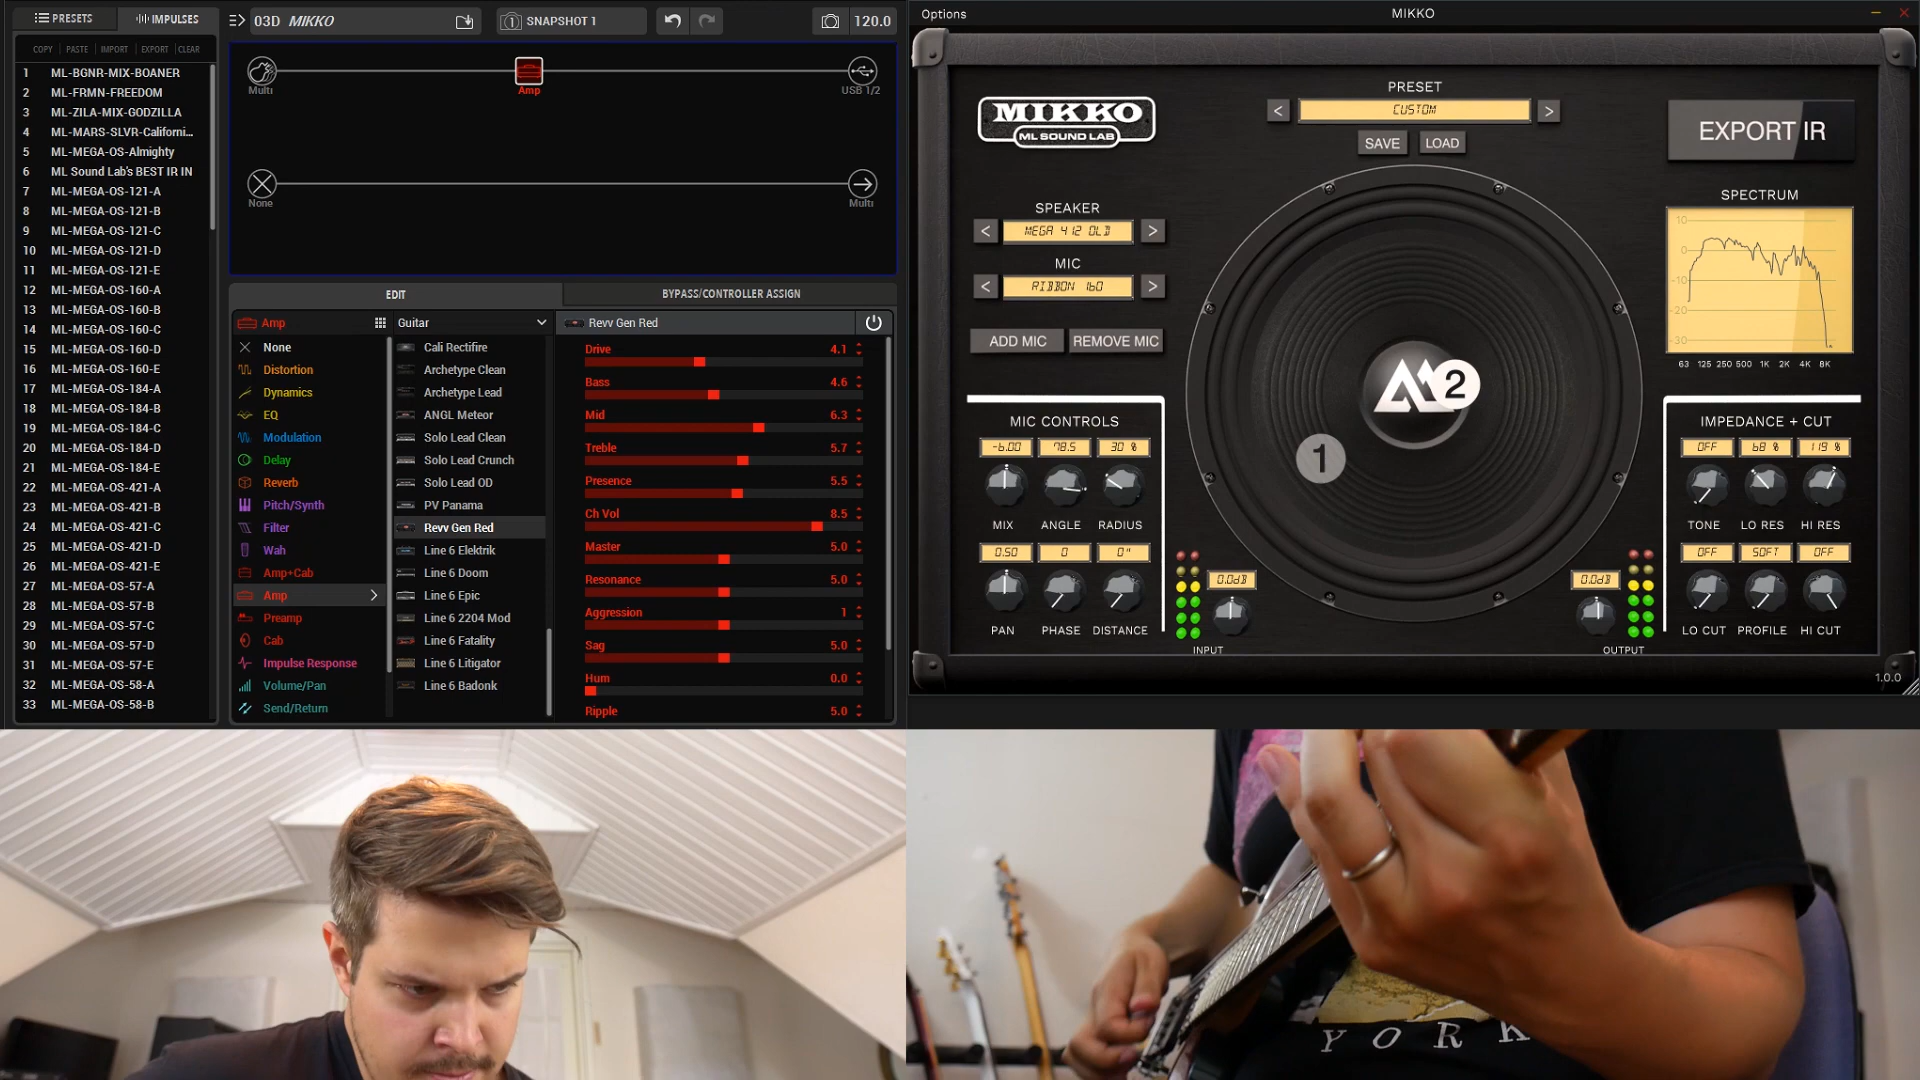 PRESETS
IMPULSES
COPY PASTE IMPORT EXPORT CLEAR
1 ML-BGNR-MIX-BOANER
2 ML-FRMN-FREEDOM
3 ML-ZILA-MIX-GODZILLA
4 ML-MARS-SLVR-Californi...
5 ML-MEGA-OS-Almighty
6 ML Sound Lab's BEST IR IN
7 ML-MEGA-OS-121-A
8 ML-MEGA-OS-121-B
9 ML-MEGA-OS-121-C
10 ML-MEGA-OS-121-D
11 ML-MEGA-OS-121-E
12 ML-MEGA-OS-160-A
13 ML-MEGA-OS-160-B
14 ML-MEGA-OS-160-C
15 ML-MEGA-OS-160-D
16 ML-MEGA-OS-160-E
17 ML-MEGA-OS-184-A
18 ML-MEGA-OS-184-B
19 ML-MEGA-OS-184-C
20 ML-MEGA-OS-184-D
21 ML-MEGA-OS-184-E
22 ML-MEGA-OS-421-A
23 ML-MEGA-OS-421-B
24 ML-MEGA-OS-421-C
25 ML-MEGA-OS-421-D
26 ML-MEGA-OS-421-E
27 ML-MEGA-OS-57-A
28 ML-MEGA-OS-57-B
29 ML-MEGA-OS-57-C
30 ML-MEGA-OS-57-D
31 ML-MEGA-OS-57-E
32 ML-MEGA-OS-58-A
33 ML-MEGA-OS-58-B
03D MIKKO
1 SNAPSHOT 1
120.0
Multi
Amp
USB 1/2
None
Multi
EDIT
BYPASS/CONTROLLER ASSIGN
Amp
Guitar
Revv Gen Red
None
Distortion
Dynamics
EQ
Modulation
Delay
Reverb
Pitch/Synth
Filter
Wah
Amp+Cab
Amp
Preamp
Cab
Impulse Response
Volume/Pan
Send/Return
Cali Rectifire
Archetype Clean
Archetype Lead
ANGL Meteor
Solo Lead Clean
Solo Lead Crunch
Solo Lead OD
PV Panama
Revv Gen Red
Line 6 Elektrik
Line 6 Doom
Line 6 Epic
Line 6 2204 Mod
Line 6 Fatality
Line 6 Litigator
Line 6 Badonk
Drive 4.1
Bass 4.6
Mid 6.3
Treble 5.7
Presence 5.5
Ch Vol 8.5
Master 5.0
Resonance 5.0
Aggression 1
Sag 5.0
Hum 0.0
Ripple 5.0
Options
MIKKO
MIKKO
ML SOUND LAB
PRESET
< CUSTOM >
SAVE LOAD
EXPORT IR
SPEAKER
< MEGA 412 OLD >
MIC
< RIBBON 160 >
ADD MIC REMOVE MIC
SPECTRUM
10
0
-10
-20
-30
63 125 250 500 1K 2K 4K 8K
2
1
MIC CONTROLS
-6.00 78.5 30 %
MIX ANGLE RADIUS
0.50 0 0"
PAN PHASE DISTANCE
0.0dB
INPUT
0.0dB
OUTPUT
IMPEDANCE + CUT
OFF 68 % 119 %
TONE LO RES HI RES
OFF SOFT OFF
LO CUT PROFILE HI CUT
1.0.0
YORK